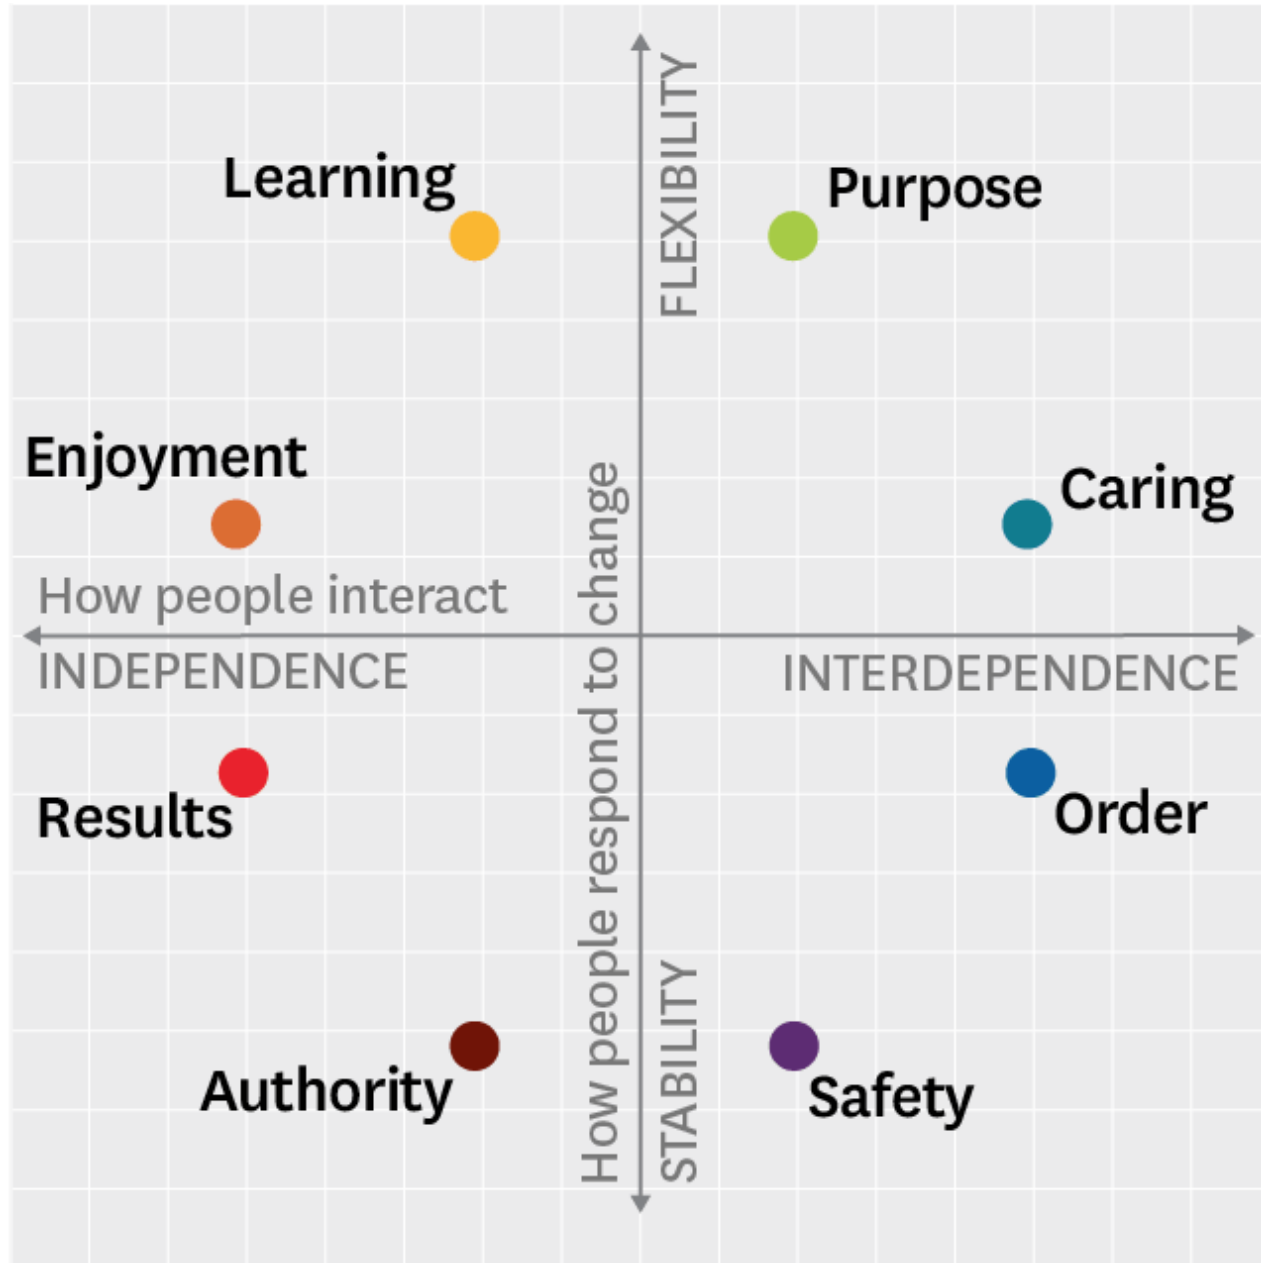 FLEXIBILITY
Learning
Purpose
Enjoyment
Caring
How people interact
How people respond to change
INDEPENDENCE
INTERDEPENDENCE
Results
Order
STABILITY
Authority
Safety